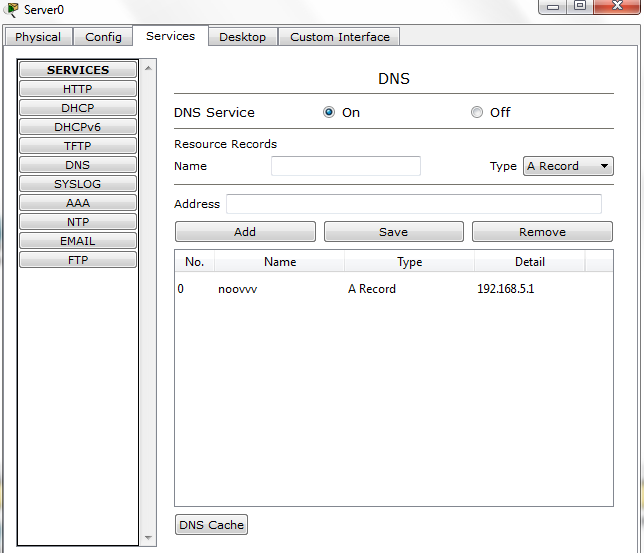 Server0
Physical Config Services Desktop Custom Interface
SERVICES
HTTP
DHCP
DHCPv6
TFTP
DNS
SYSLOG
AAA
NTP
EMAIL
FTP
DNS
DNS Service On Off
Resource Records
Name Type A Record
Address
Add Save Remove
No. Name Type Detail
0 noovvv A Record 192.168.5.1
DNS Cache